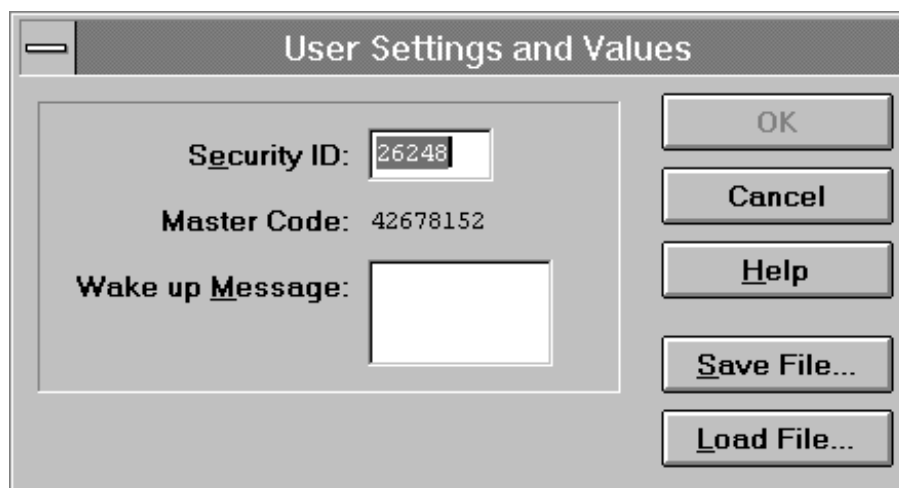 User Settings and Values
Security ID: 26248
Master Code: 42678152
Wake up Message:
OK
Cancel
Help
Save File...
Load File...